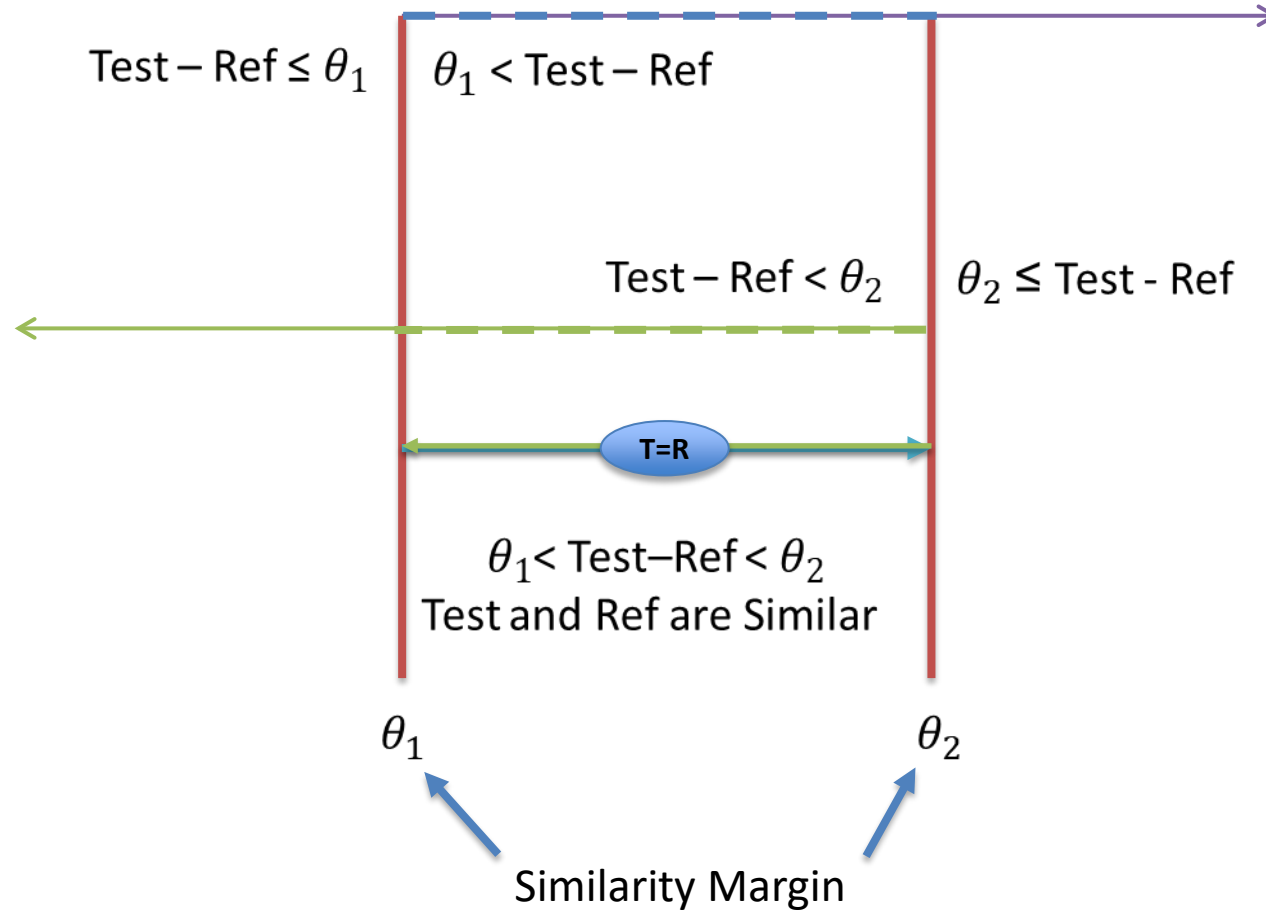 Test – Ref ≤ θ₁
θ₁ < Test – Ref
Test – Ref < θ₂
θ₂ ≤ Test - Ref
T=R
θ₁< Test–Ref < θ₂
Test and Ref are Similar
θ₁
θ₂
Similarity Margin